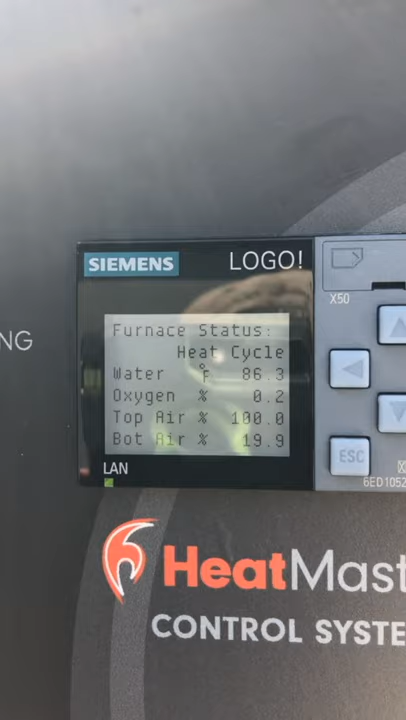 SIEMENS LOGO!
X50
NG
Furnace Status:
Heat Cycle
Water °F 86.3
Oxygen % 0.2
Top Air % 100.0
Bot Air % 19.9
ESC
LAN
6ED1052
HeatMast
CONTROL SYSTE